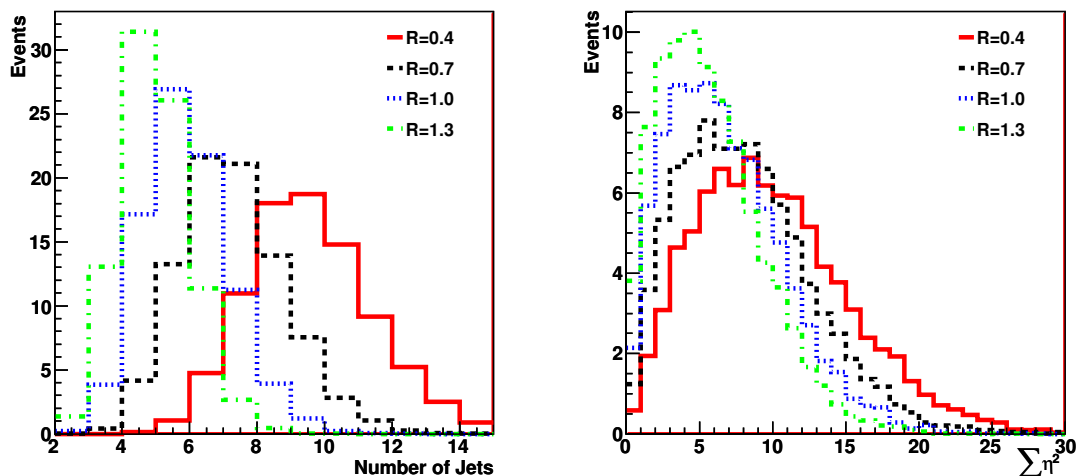 Events
30
25
20
15
10
5
0
2 4 6 8 10 12 14
Number of Jets
R=0.4
R=0.7
R=1.0
R=1.3
Events
10
8
6
4
2
0
0 5 10 15 20 25 30
∑η²
R=0.4
R=0.7
R=1.0
R=1.3